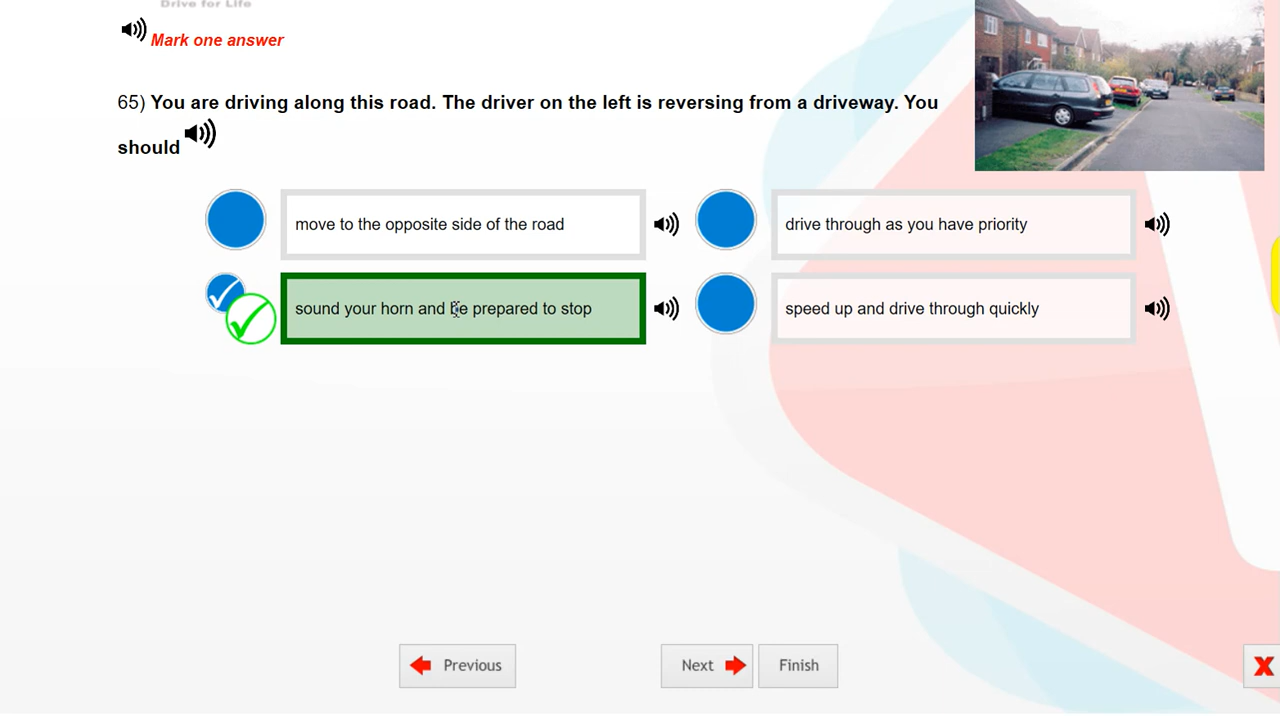 Drive for Life
Mark one answer
65) You are driving along this road. The driver on the left is reversing from a driveway. You
should
move to the opposite side of the road
drive through as you have priority
sound your horn and be prepared to stop
speed up and drive through quickly
Previous
Next
Finish
X